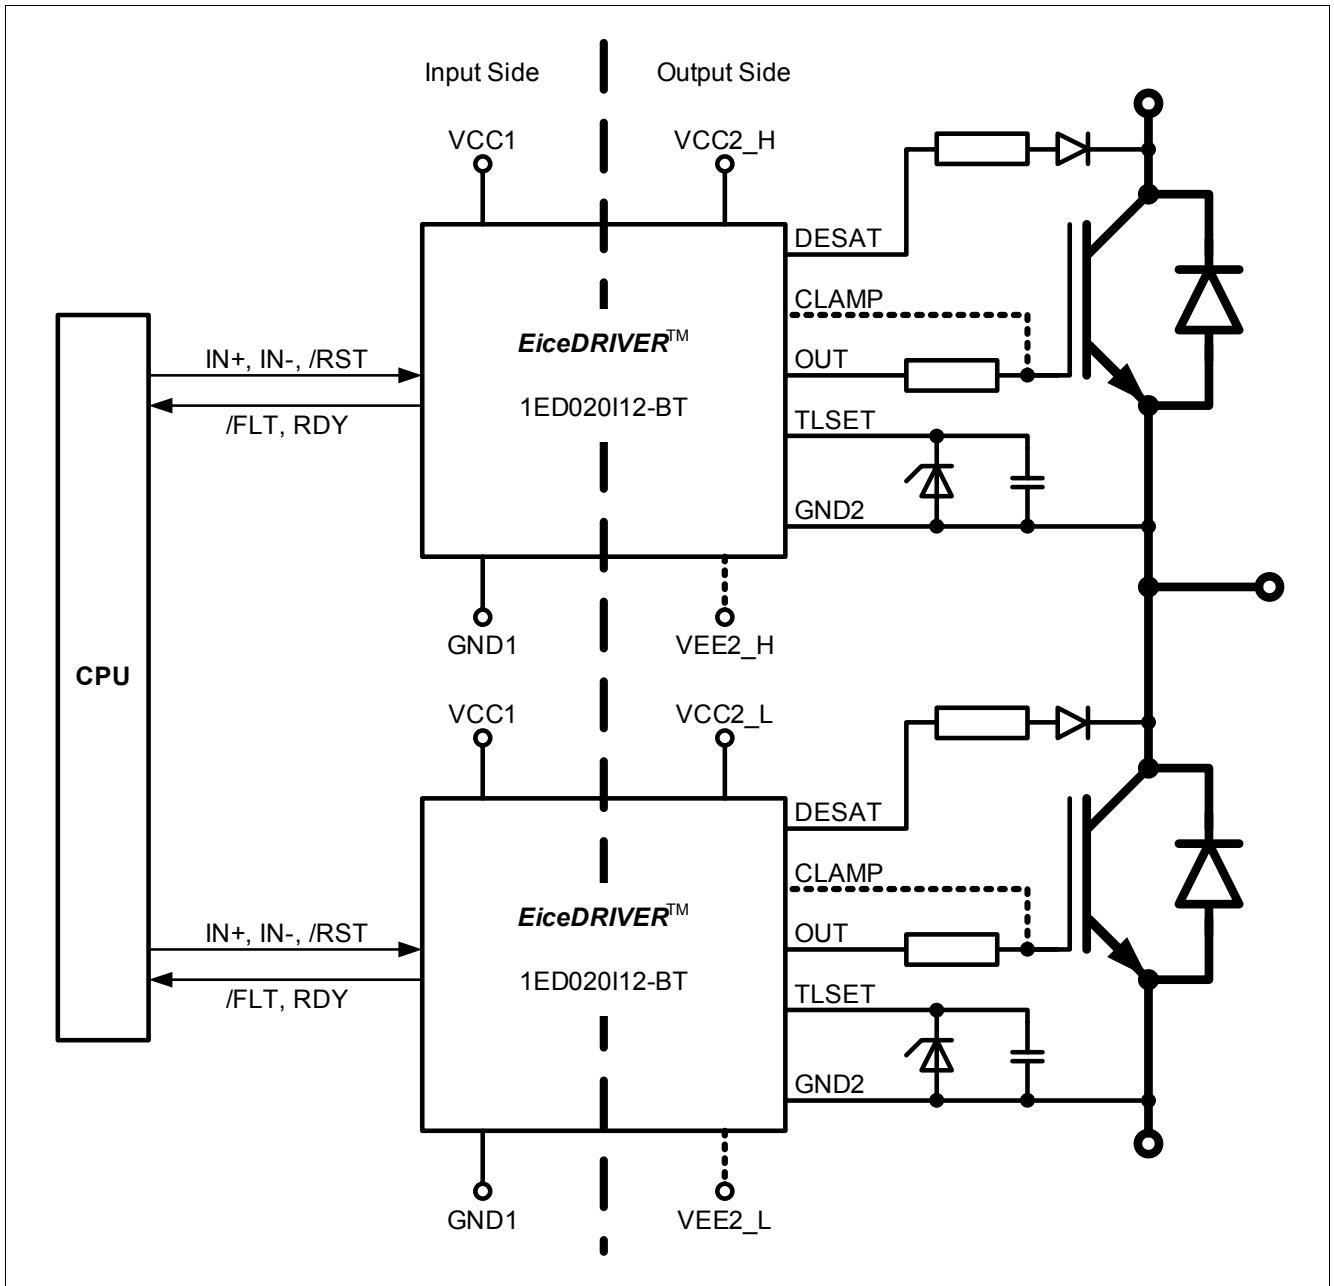 Input Side
Output Side
VCC1
VCC2_H
DESAT
CLAMP
EiceDRIVER™
OUT
IN+, IN-, /RST
1ED020I12-BT
/FLT, RDY
TLSET
GND2
GND1
VEE2_H
CPU
VCC1
VCC2_L
DESAT
CLAMP
EiceDRIVER™
OUT
IN+, IN-, /RST
1ED020I12-BT
/FLT, RDY
TLSET
GND2
GND1
VEE2_L